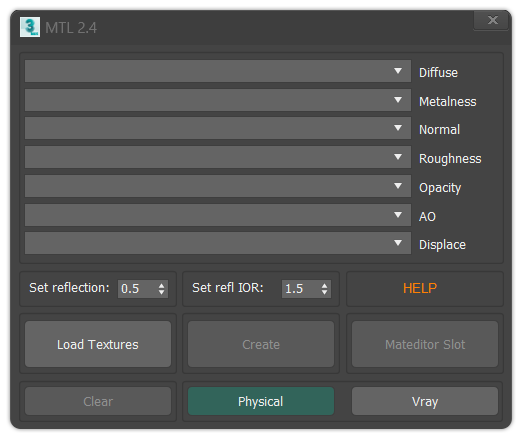 MTL 2.4
Diffuse
Metalness
Normal
Roughness
Opacity
AO
Displace
Set reflection: 0.5 Set refl IOR: 1.5 HELP
Load Textures Create Mateditor Slot
Clear Physical Vray